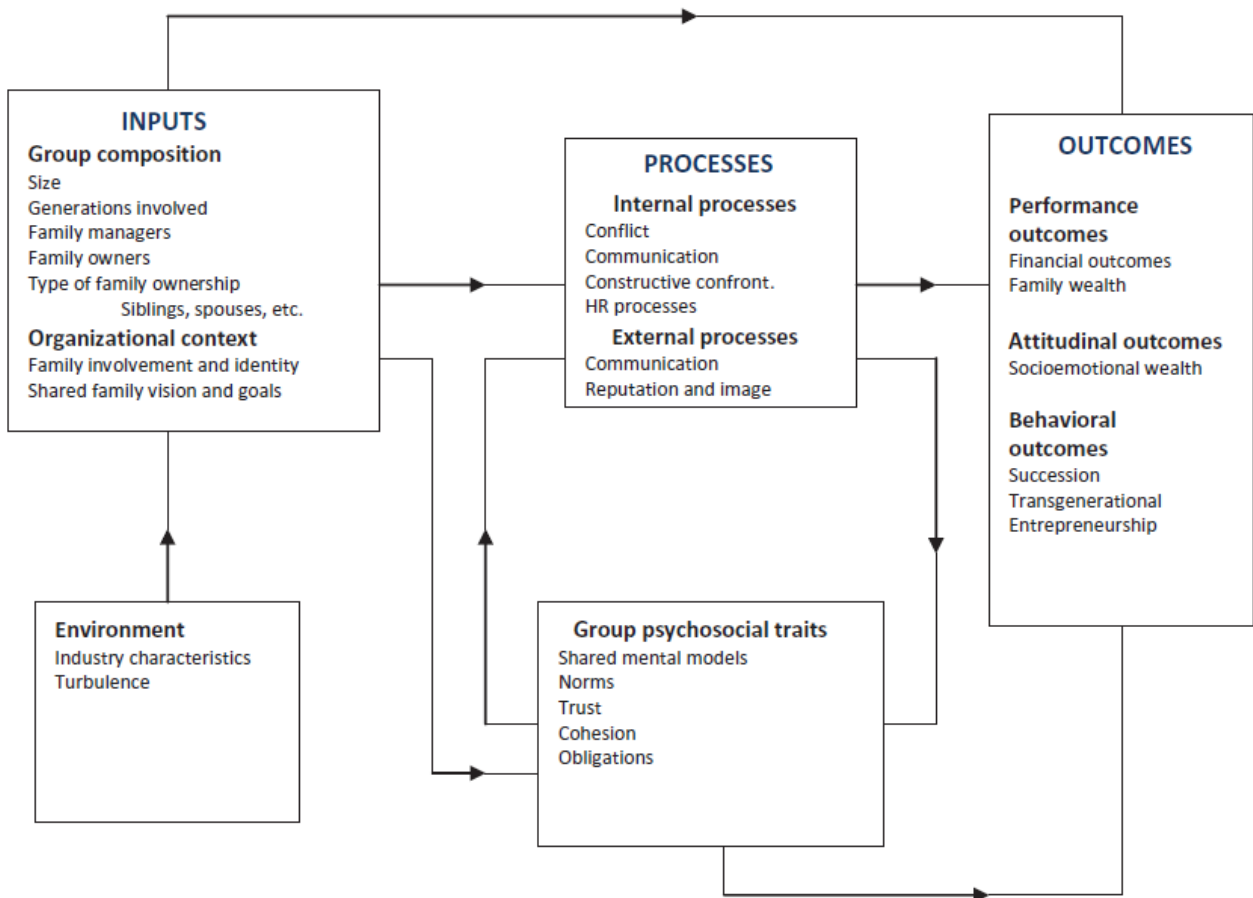 INPUTS
Group composition
Size
Generations involved
Family managers
Family owners
Type of family ownership
Siblings, spouses, etc.
Organizational context
Family involvement and identity
Shared family vision and goals
PROCESSES
Internal processes
Conflict
Communication
Constructive confront.
HR processes
External processes
Communication
Reputation and image
OUTCOMES
Performance
outcomes
Financial outcomes
Family wealth
Attitudinal outcomes
Socioemotional wealth
Behavioral
outcomes
Succession
Transgenerational
Entrepreneurship
Environment
Industry characteristics
Turbulence
Group psychosocial traits
Shared mental models
Norms
Trust
Cohesion
Obligations